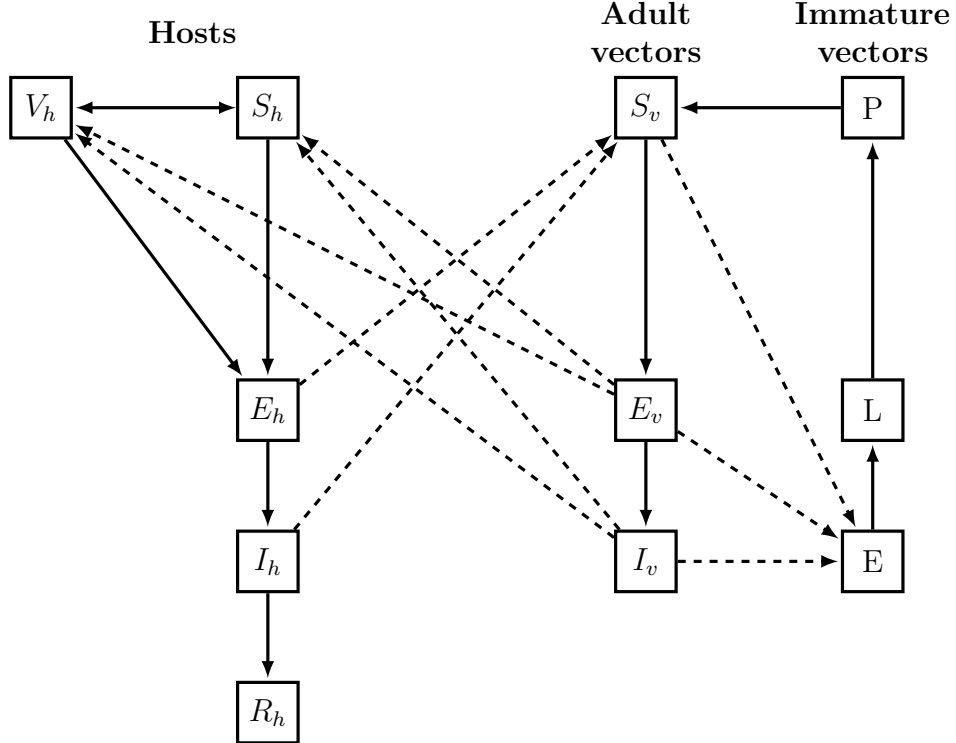 Hosts
Adult
vectors
Immature
vectors
V_h
S_h
S_v
P
E_h
E_v
L
I_h
I_v
E
R_h